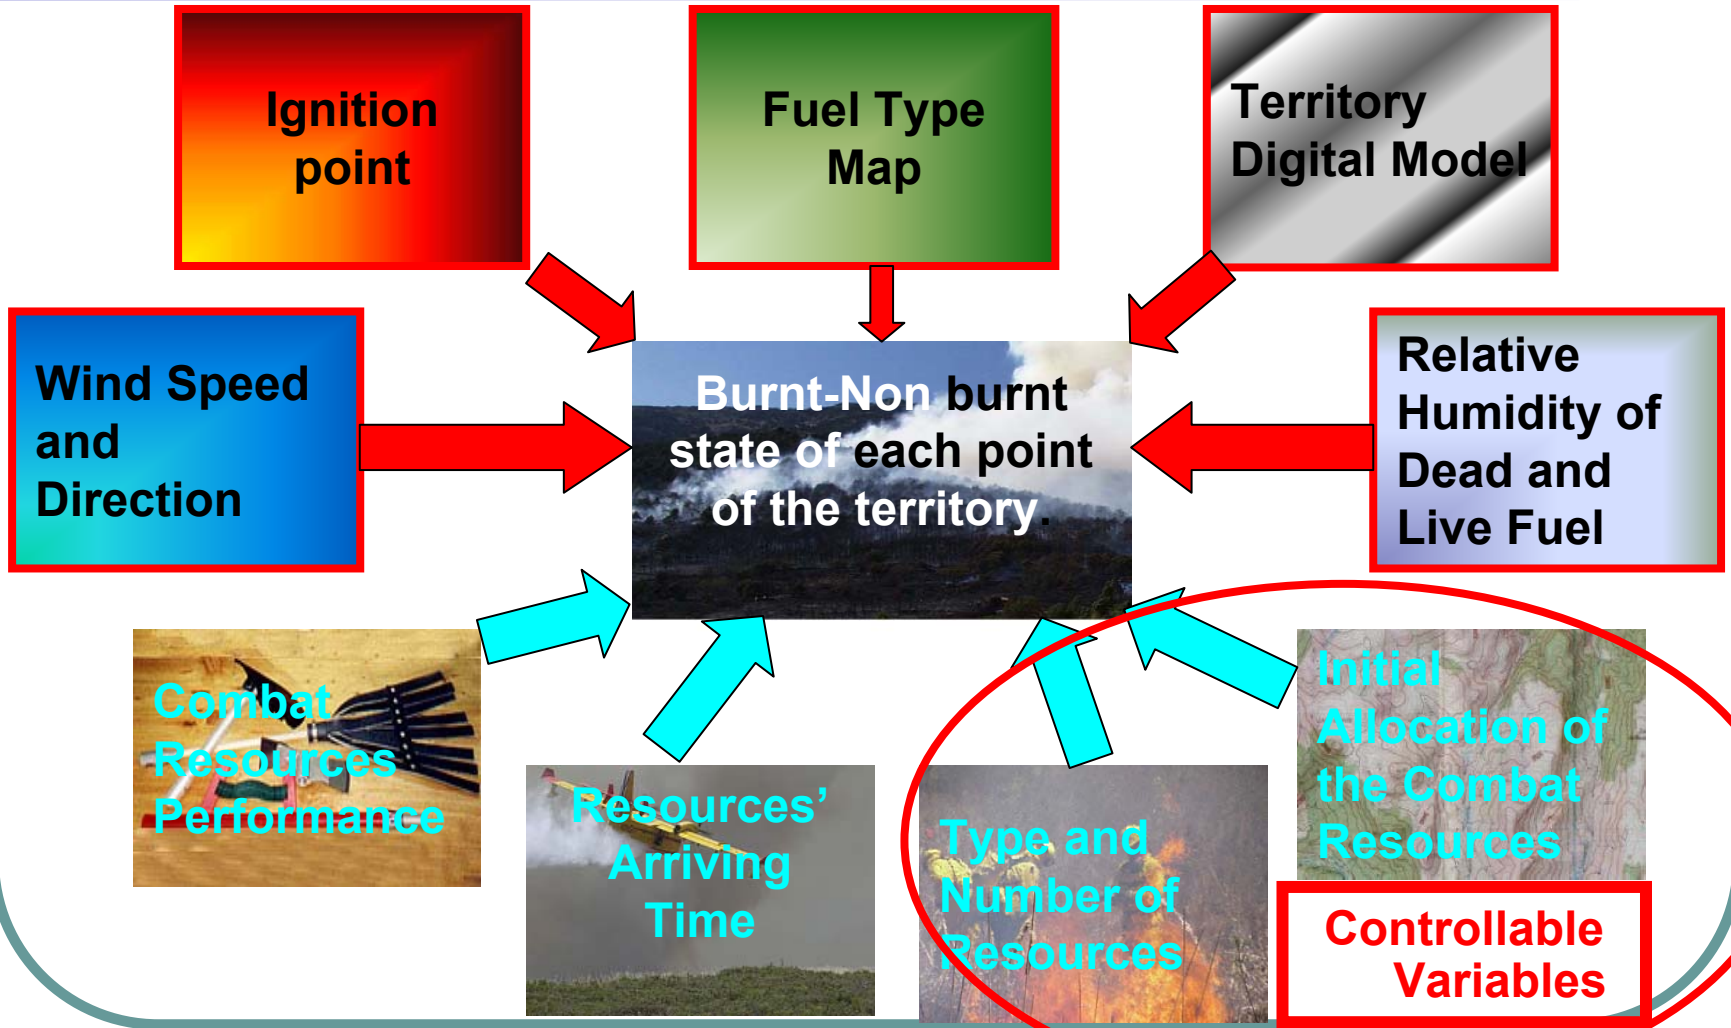 Ignition
point
Fuel Type
Map
Territory
Digital Model
Wind Speed
and
Direction
Burnt-Non burnt
state of each point
of the territory.
Relative
Humidity of
Dead and
Live Fuel
Combat
Resources
Performance
Resources’
Arriving
Time
Type and
Number of
Resources
Initial
Allocation of
the Combat
Resources
Controllable
Variables